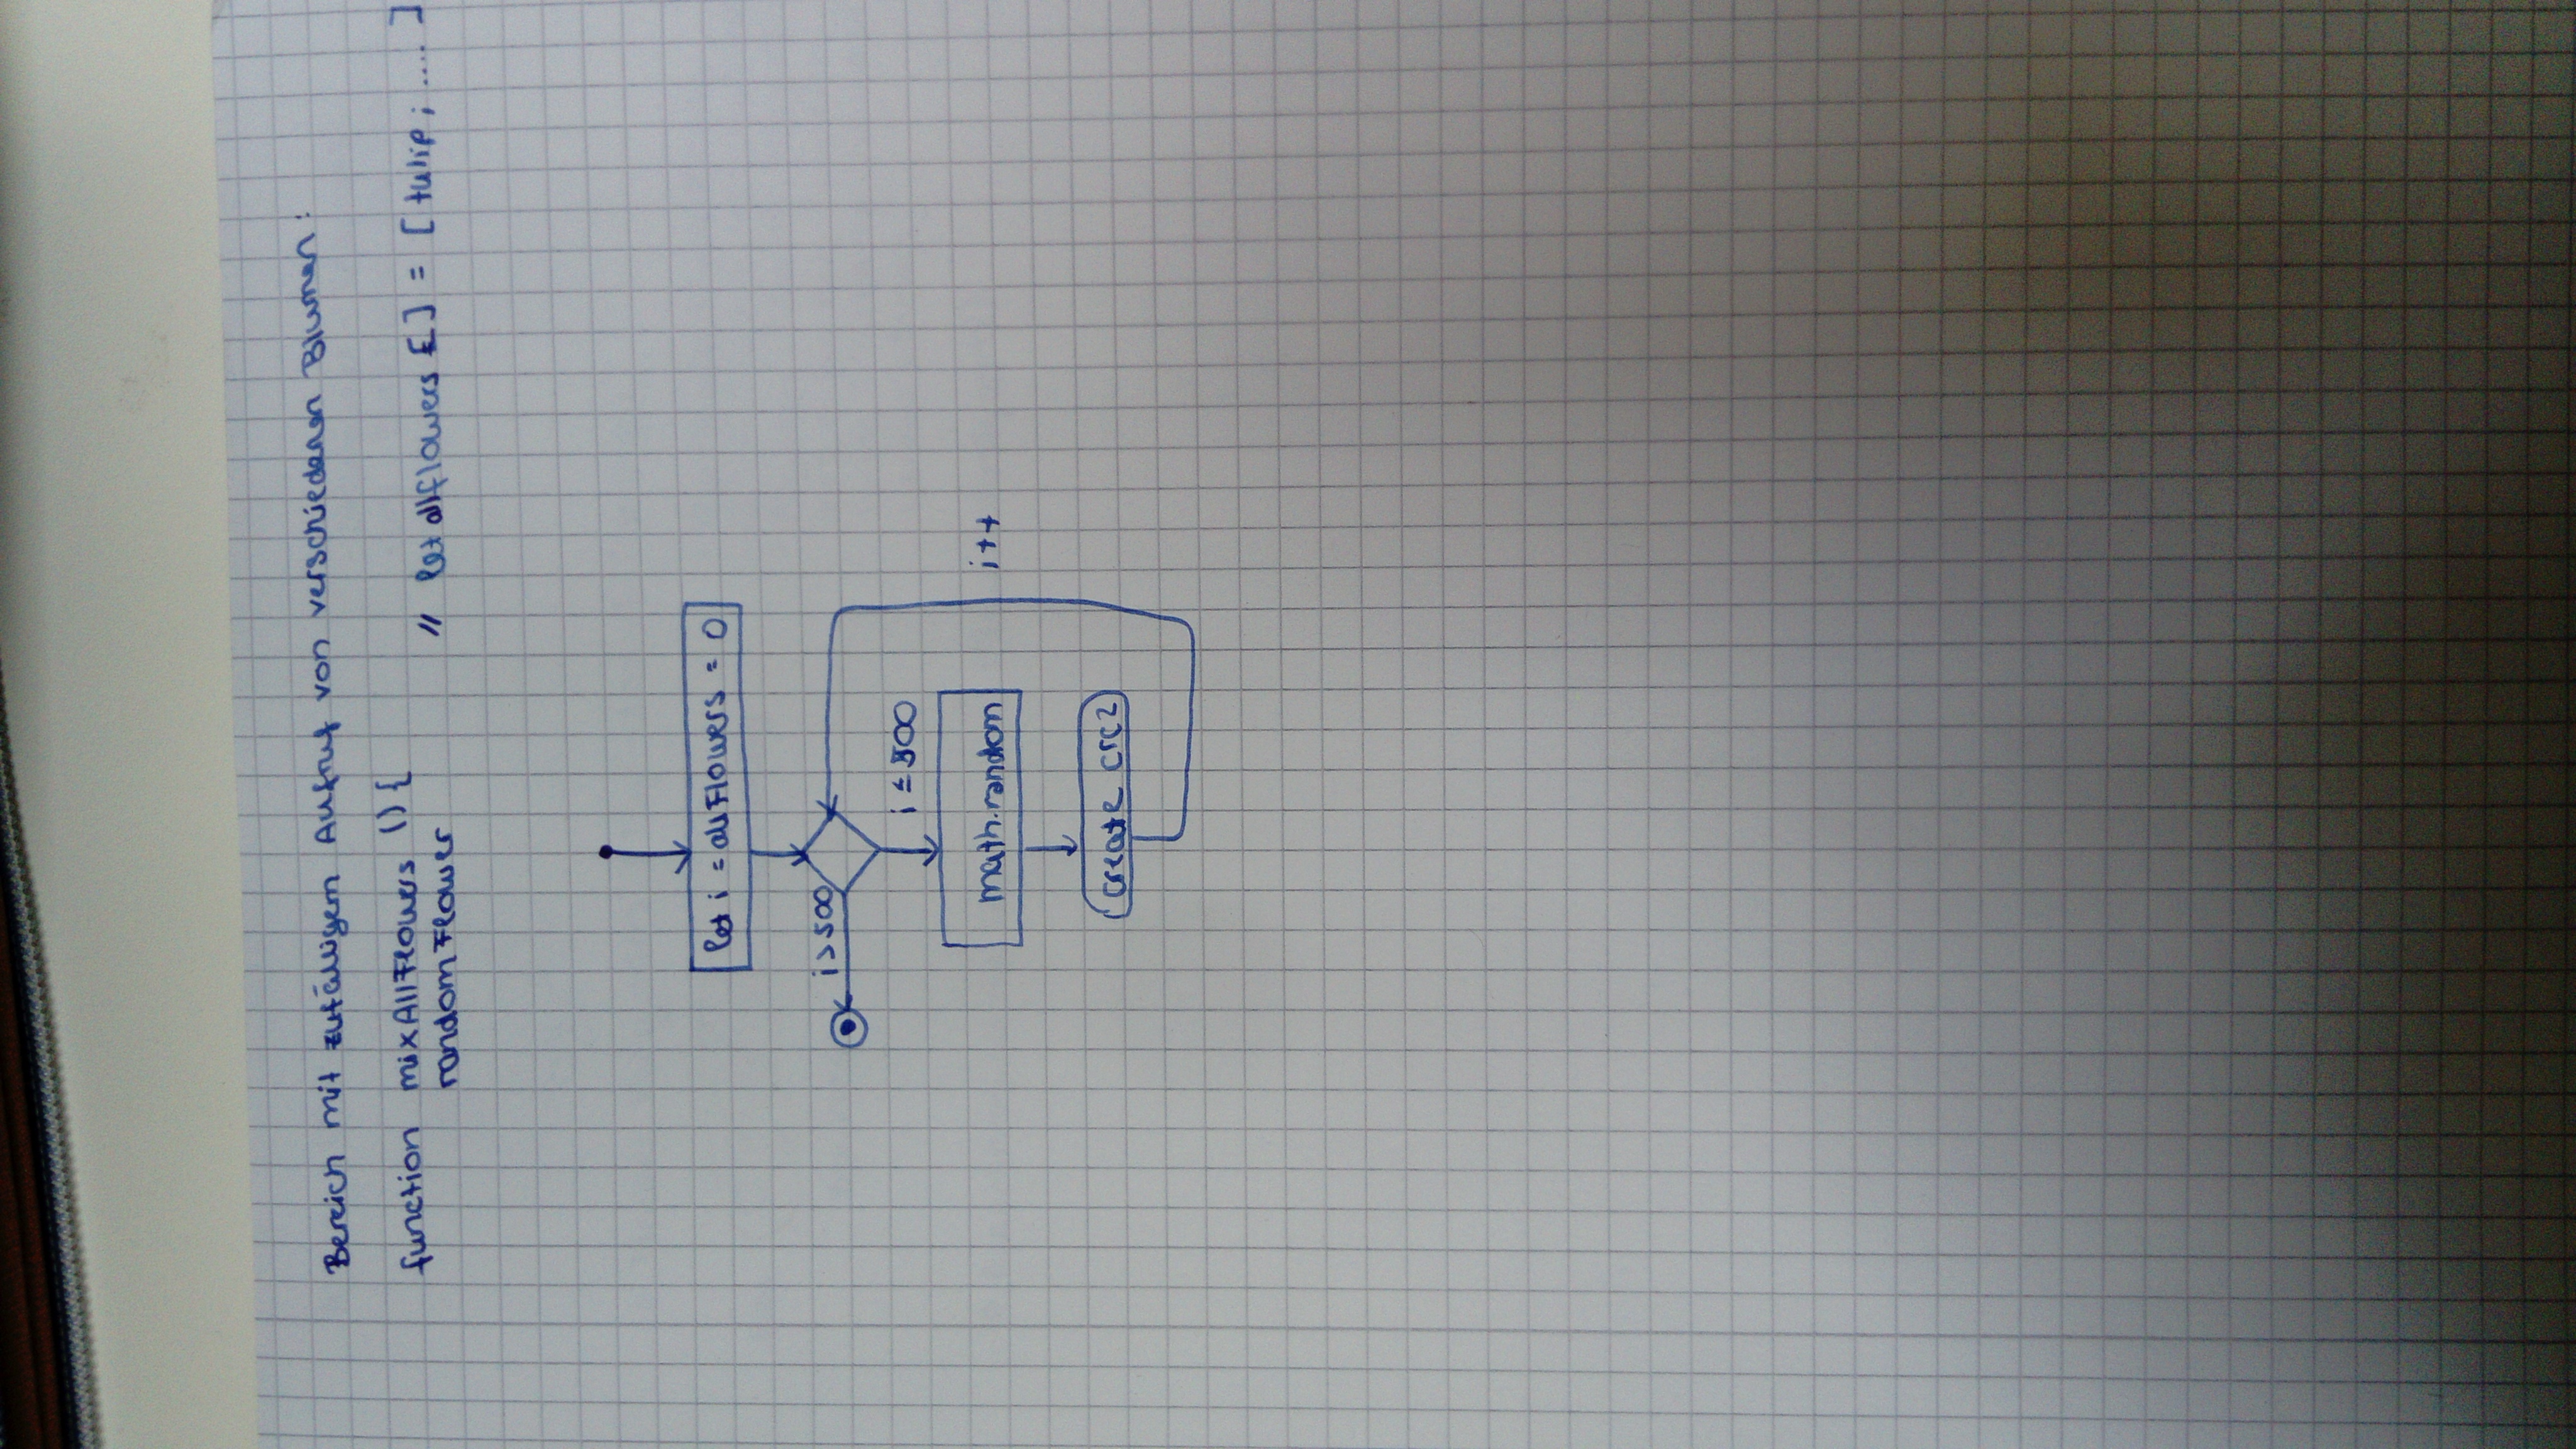 Bereich mit zufälligem Aufruf von verschiedenen Blumen:
function mixAllFlowers () {
randomFlower // let allflowers [] = [ tulip ; .... ]
let i = allFlowers = 0
i > 500
i ≤ 500
math.random
i++
create crc2